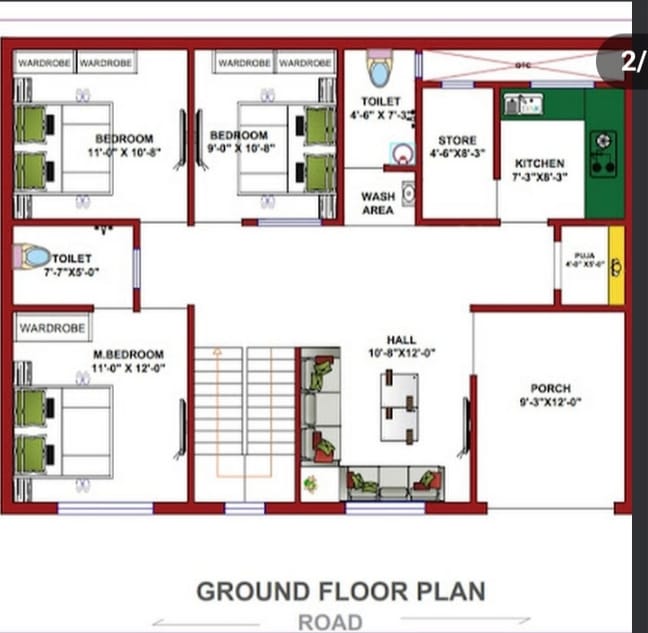 2/
WARDROBE WARDROBE
WARDROBE WARDROBE
OTC
TOILET
4'-6" X 7'-3"
BEDROOM
11'-0" X 10'-8"
BEDROOM
9'-0" X 10'-8"
STORE
4'-6"X8'-3"
KITCHEN
7'-3"X8'-3"
WASH
AREA
TOILET
7'-7"X5'-0"
PUJA
4'-0" X5'-0"
WARDROBE
M.BEDROOM
11'-0" X 12'-0"
HALL
10'-8"X12'-0"
PORCH
9'-3"X12'-0"
GROUND FLOOR PLAN
ROAD